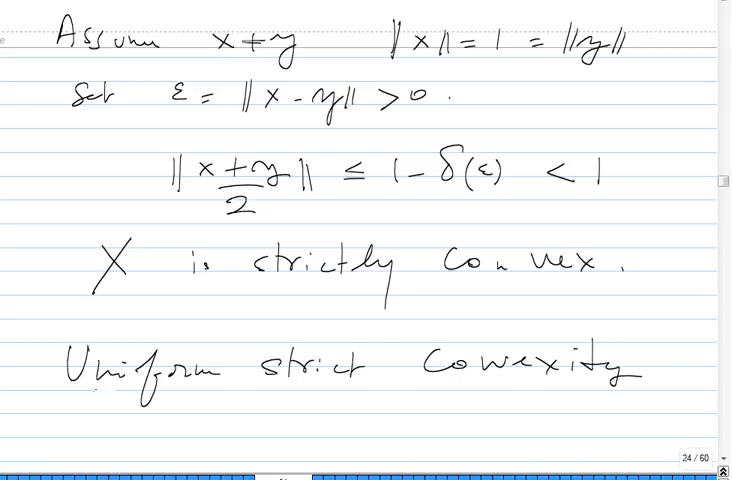 Assume x ≠ y ‖x‖ = 1 = ‖y‖
Set ε = ‖x - y‖ > 0.
‖(x+y)/2‖ ≤ 1 - δ(ε) < 1
X is strictly convex.
Uniform strict convexity
24 / 60